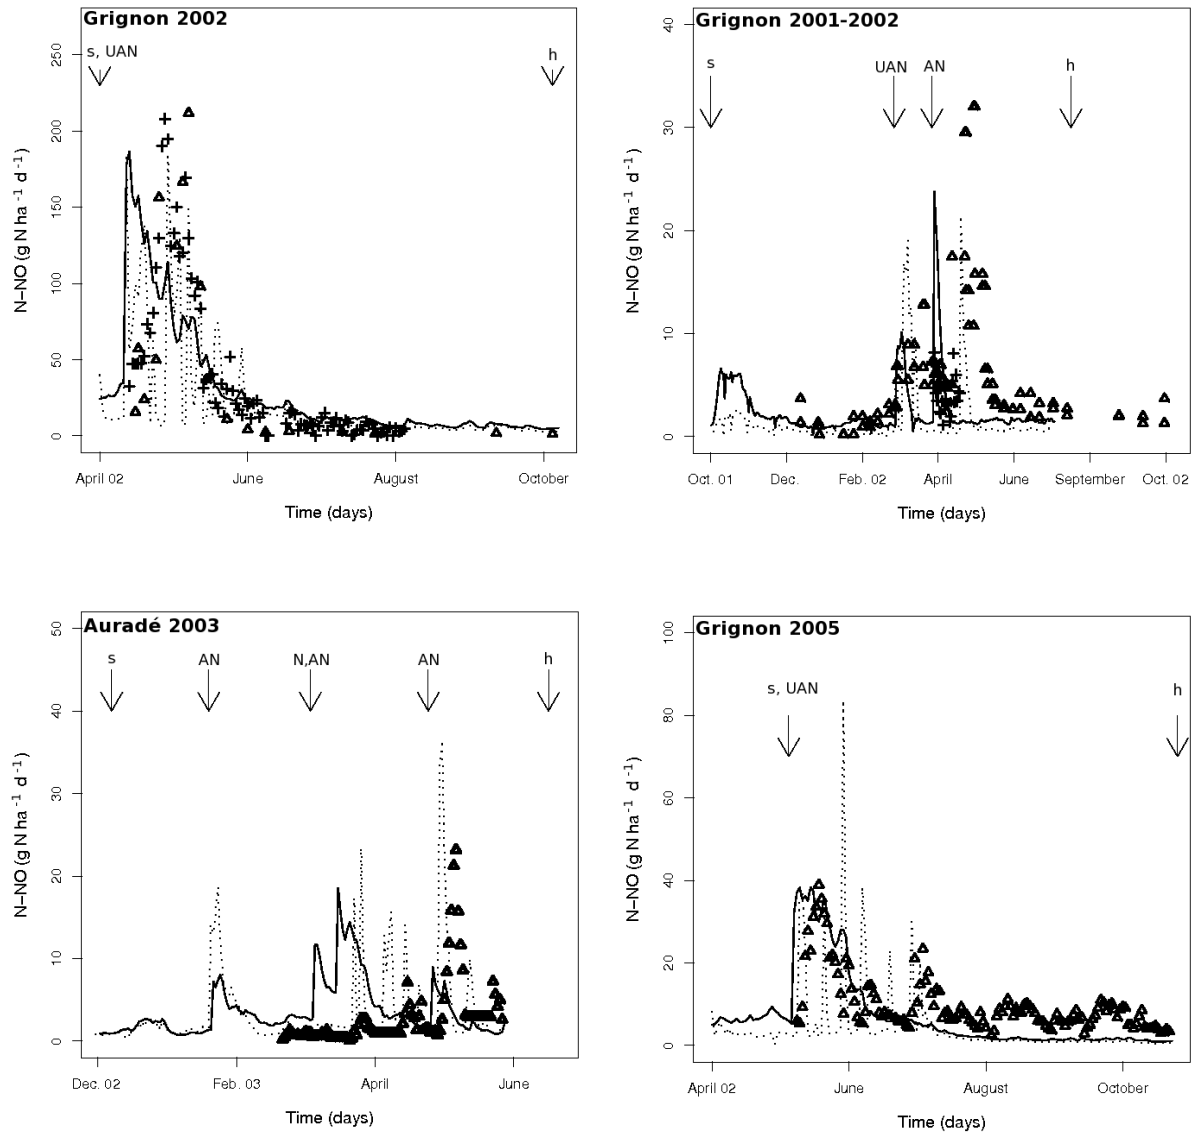 Grignon 2002
s, UAN
h
250
200
150
100
50
0
N–NO (g N ha⁻¹ d⁻¹)
April 02
June
August
October
Time (days)
Grignon 2001-2002
s
UAN
AN
h
40
30
20
10
0
N–NO (g N ha⁻¹ d⁻¹)
Oct. 01
Dec.
Feb. 02
April
June
September
Oct. 02
Time (days)
Auradé 2003
s
AN
N,AN
AN
h
50
40
30
20
10
0
N–NO (g N ha⁻¹ d⁻¹)
Dec. 02
Feb. 03
April
June
Time (days)
Grignon 2005
s, UAN
h
100
80
60
40
20
0
N–NO (g N ha⁻¹ d⁻¹)
April 02
June
August
October
Time (days)